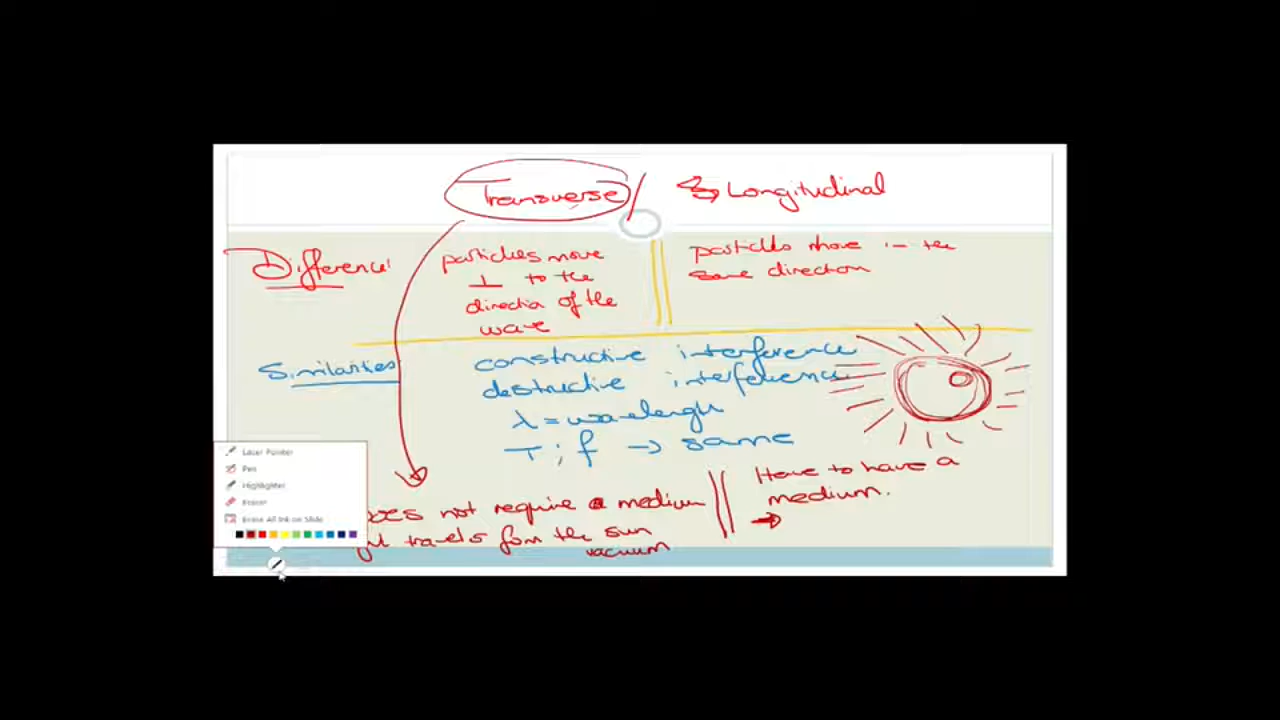 Transverse / Longitudinal
Difference:
particles move
⊥ to the
direction of the
wave
particles move in the
same direction
Similarities
constructive interference
destructive interference
λ = wavelength
T ; f → same
Laser Pointer
Pen
Highlighter
Eraser
Erase All Ink on Slide
not require a medium
travels from the sun
vacuum
Have to have a
medium.
→